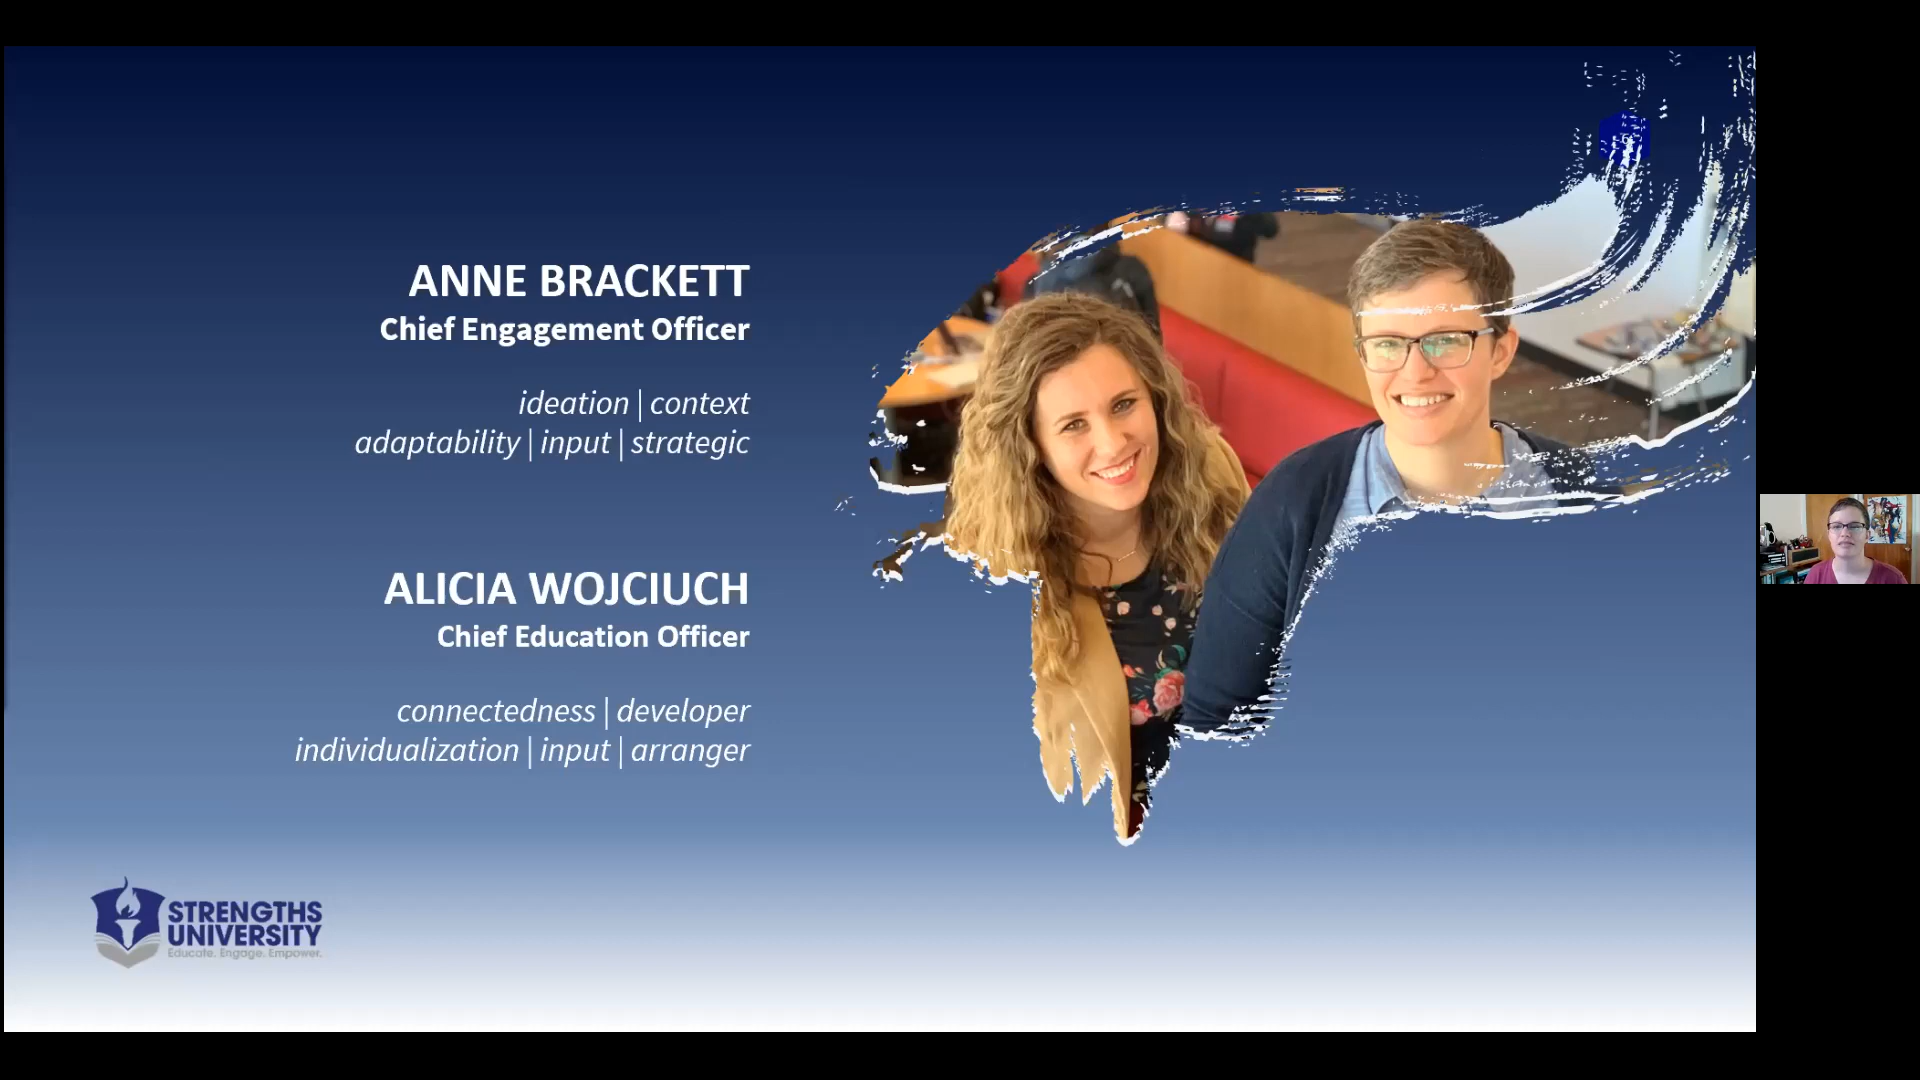 ANNE BRACKETT
Chief Engagement Officer
ideation | context
adaptability | input | strategic
ALICIA WOJCIUCH
Chief Education Officer
connectedness | developer
individualization | input | arranger
STRENGTHS
UNIVERSITY
Educate. Engage. Empower.